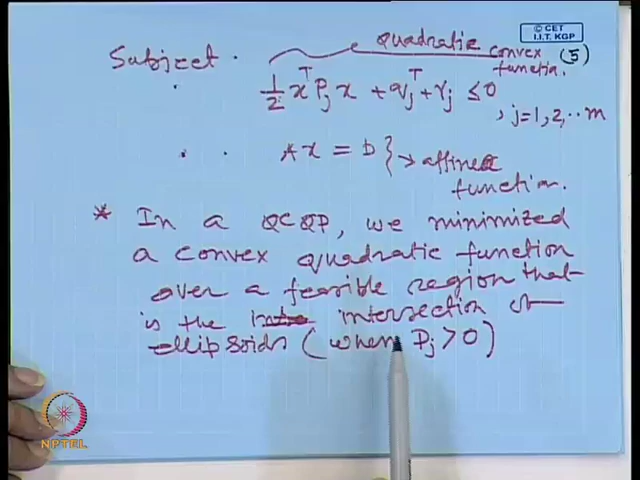 © CET
I.I.T. KGP
quadratic convex
function.
(5)
Subject
1/2 x^T P_j x + q_j^T + r_j ≤ 0
, j=1,2,..m
Ax = b } → affine
function.
* In a QCQP, we minimized
a convex quadratic function
over a feasible region that
is the intersection of
ellipsoids (when P_j > 0)
NPTEL